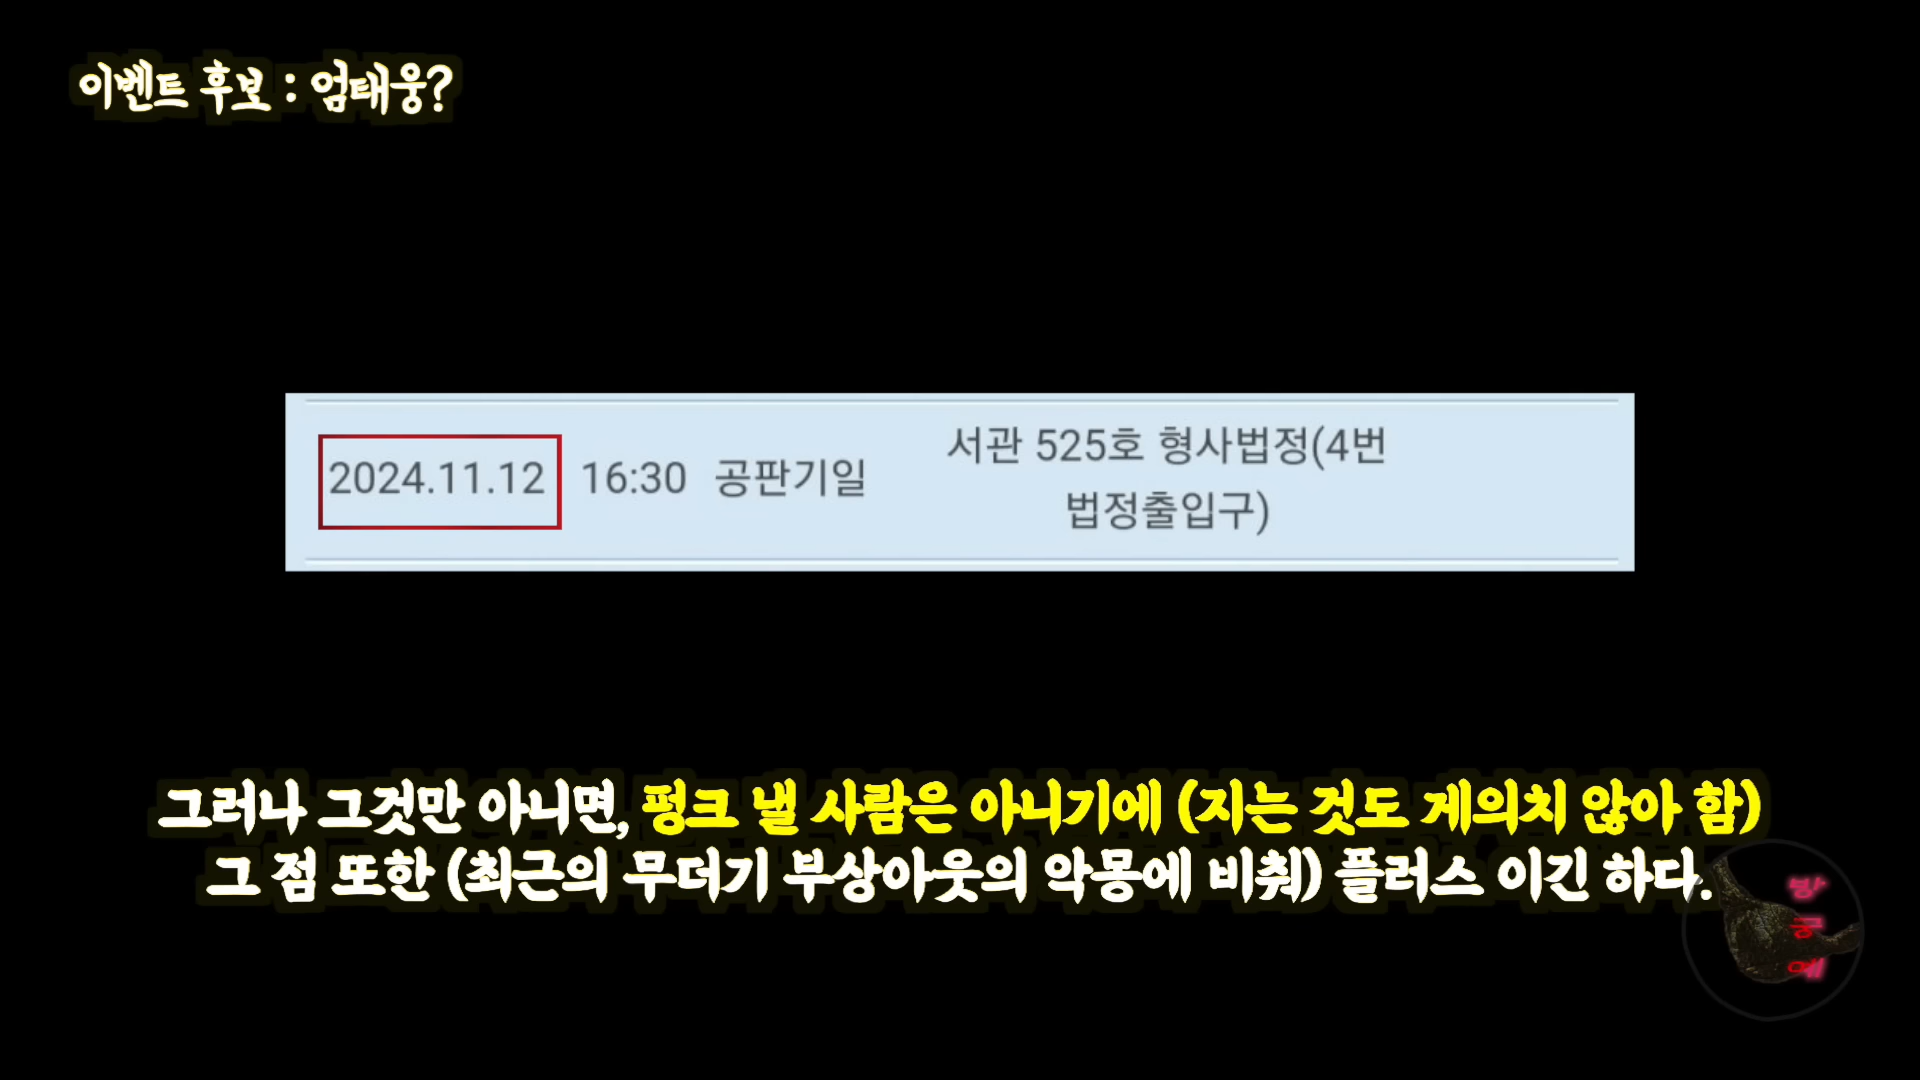 이벤트 후보 : 엄태웅?
2024.11.12 16:30 공판기일 서관 525호 형사법정(4번
법정출입구)
그러나 그것만 아니면, 펑크 낼 사람은 아니기에 (지는 것도 게의치 않아 함)
그 점 또한 (최근의 무더기 부상아웃의 악몽에 비춰) 플러스 이긴 하다.
방
궁
예